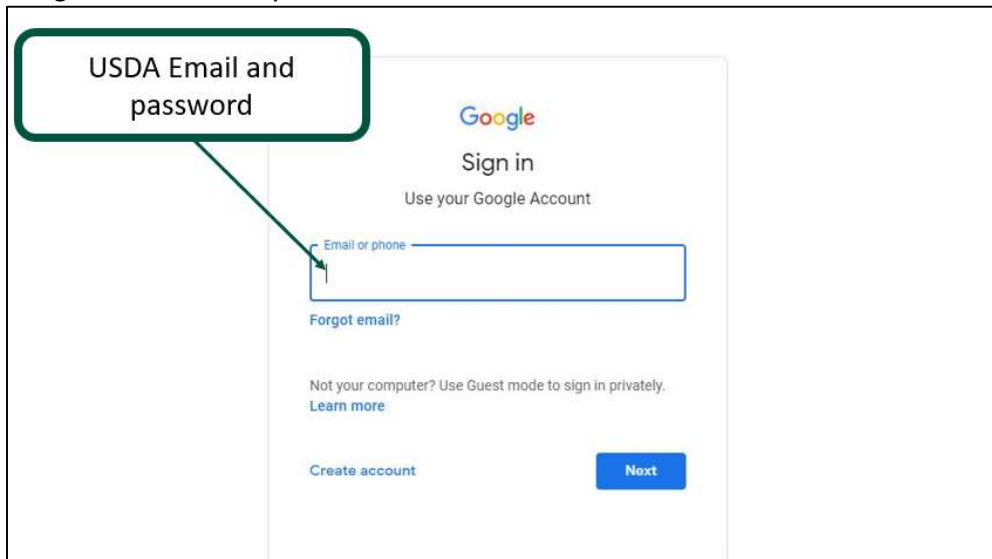 USDA Email and
password
Google
Sign in
Use your Google Account
Email or phone
Forgot email?
Not your computer? Use Guest mode to sign in privately.
Learn more
Create account
Next